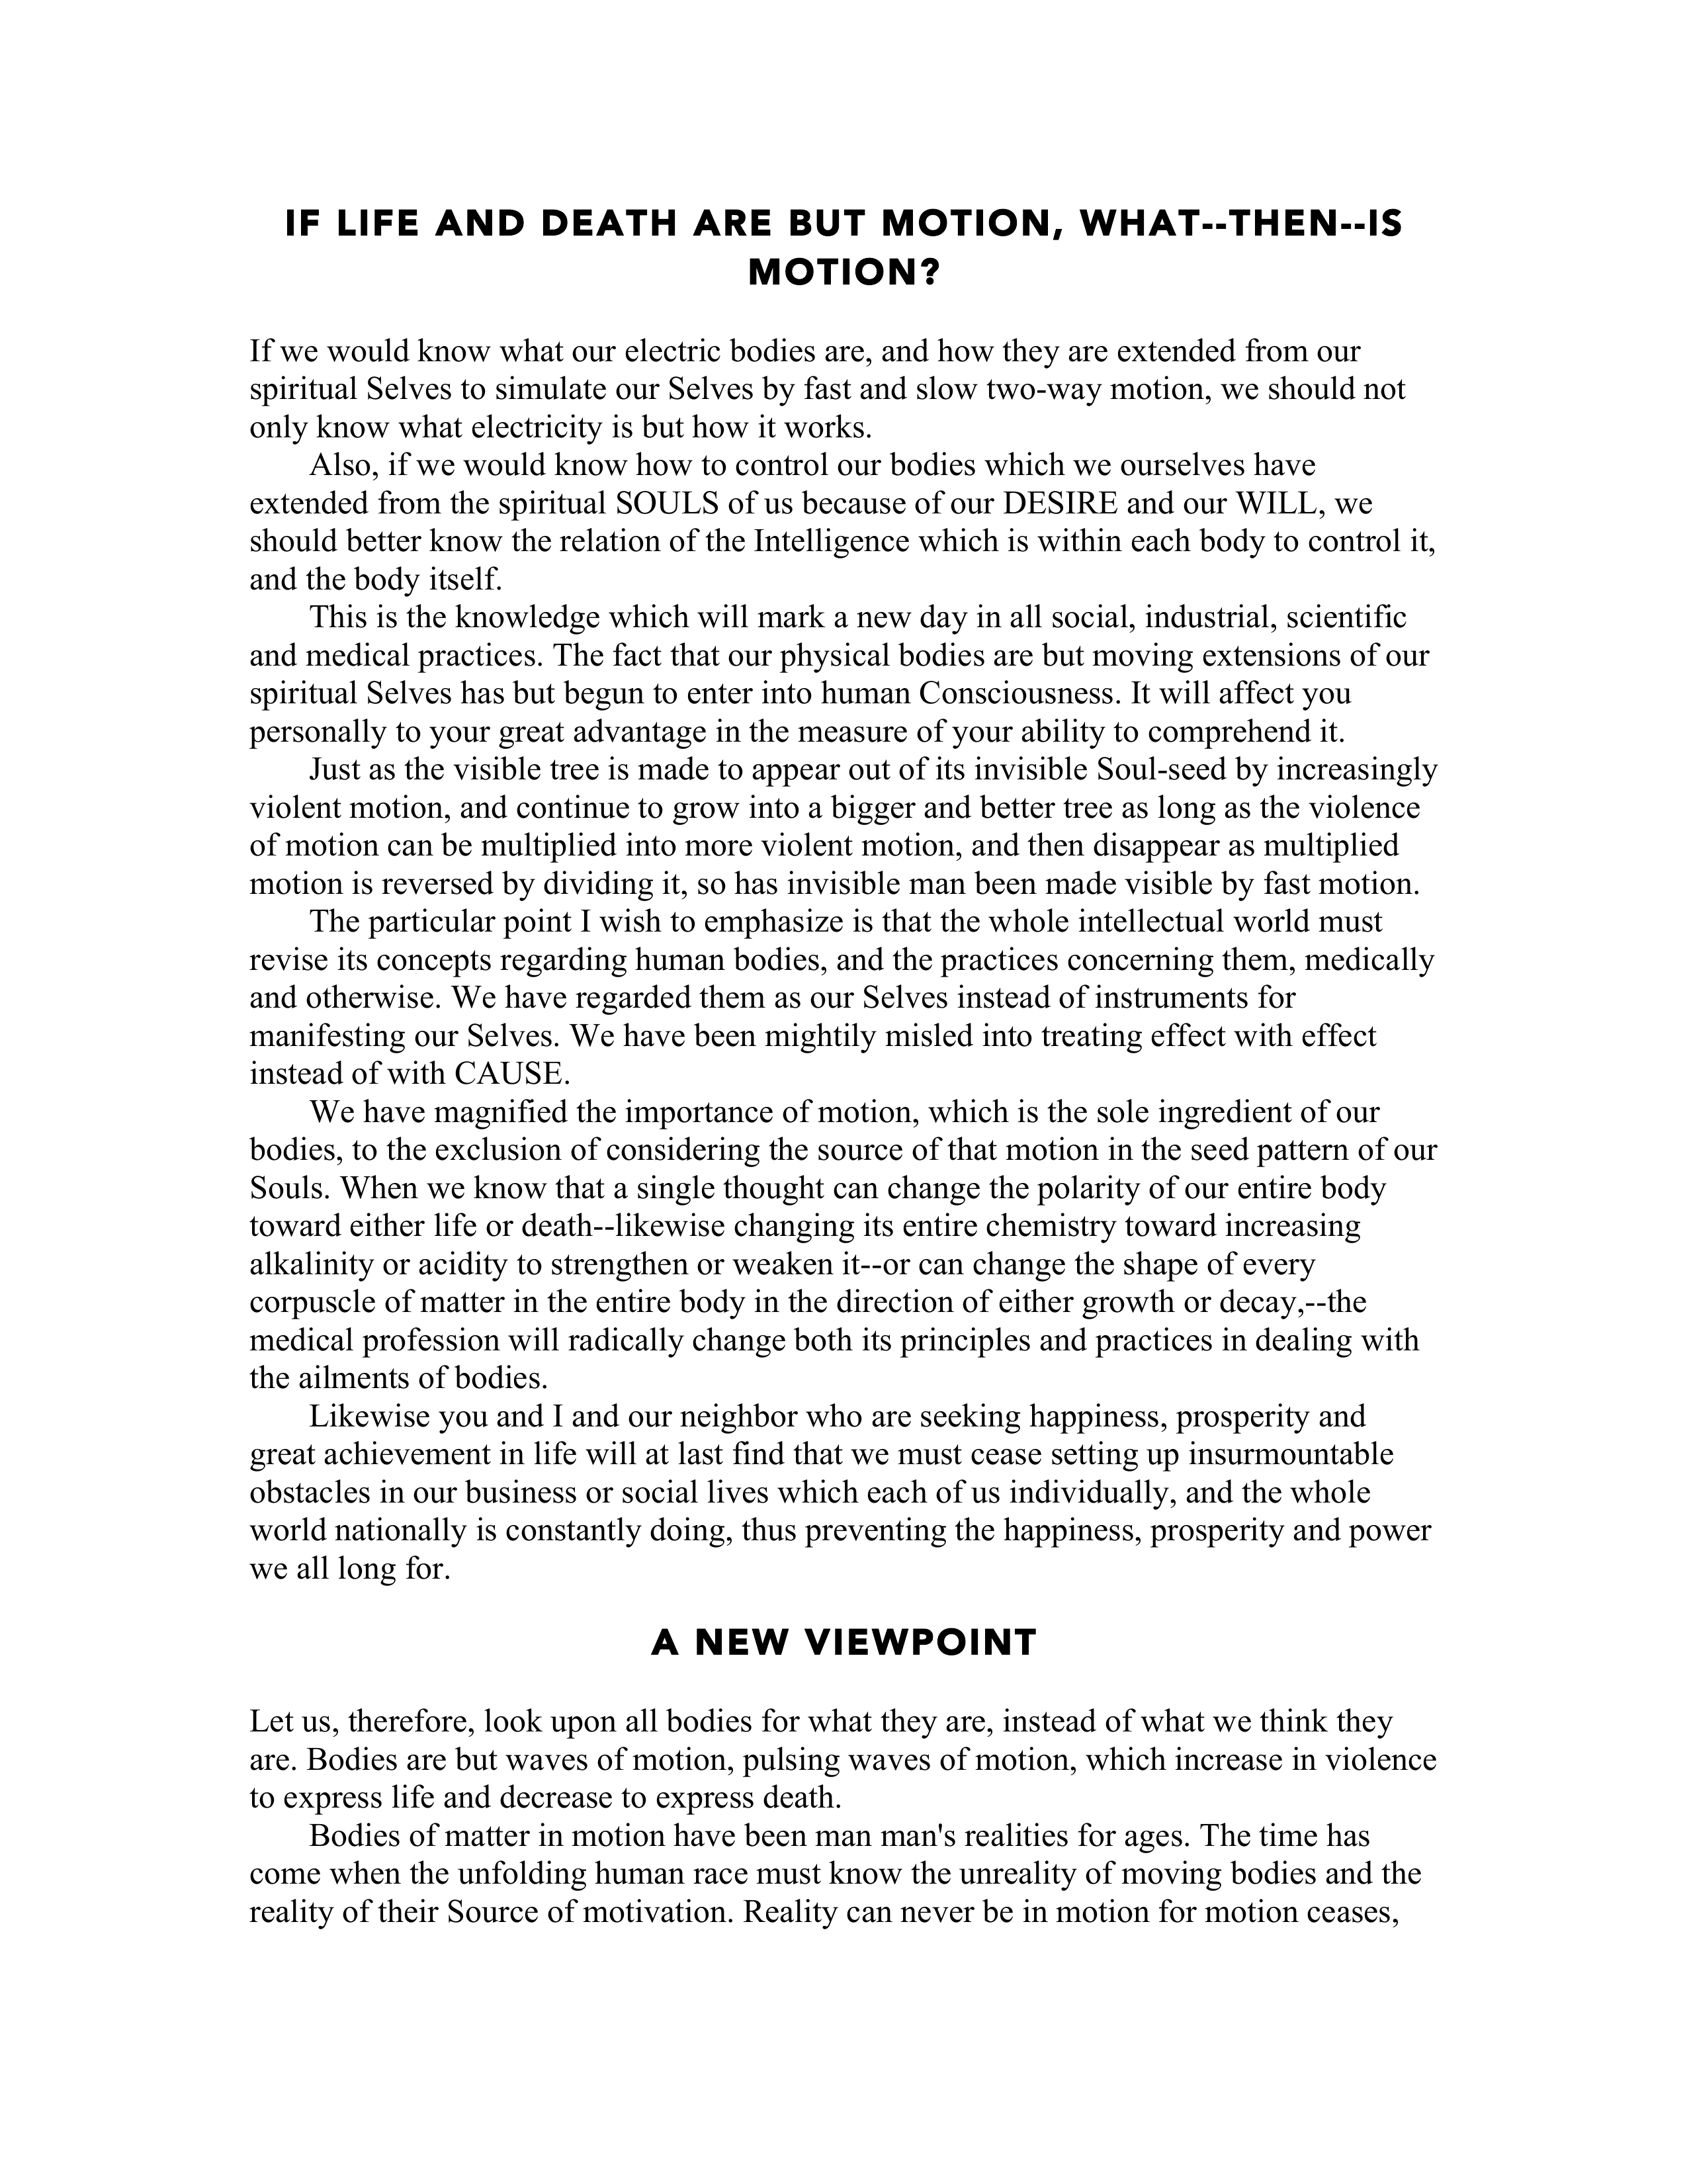 IF LIFE AND DEATH ARE BUT MOTION, WHAT--THEN--IS
MOTION?
If we would know what our electric bodies are, and how they are extended from our
spiritual Selves to simulate our Selves by fast and slow two-way motion, we should not
only know what electricity is but how it works.
Also, if we would know how to control our bodies which we ourselves have
extended from the spiritual SOULS of us because of our DESIRE and our WILL, we
should better know the relation of the Intelligence which is within each body to control it,
and the body itself.
This is the knowledge which will mark a new day in all social, industrial, scientific
and medical practices. The fact that our physical bodies are but moving extensions of our
spiritual Selves has but begun to enter into human Consciousness. It will affect you
personally to your great advantage in the measure of your ability to comprehend it.
Just as the visible tree is made to appear out of its invisible Soul-seed by increasingly
violent motion, and continue to grow into a bigger and better tree as long as the violence
of motion can be multiplied into more violent motion, and then disappear as multiplied
motion is reversed by dividing it, so has invisible man been made visible by fast motion.
The particular point I wish to emphasize is that the whole intellectual world must
revise its concepts regarding human bodies, and the practices concerning them, medically
and otherwise. We have regarded them as our Selves instead of instruments for
manifesting our Selves. We have been mightily misled into treating effect with effect
instead of with CAUSE.
We have magnified the importance of motion, which is the sole ingredient of our
bodies, to the exclusion of considering the source of that motion in the seed pattern of our
Souls. When we know that a single thought can change the polarity of our entire body
toward either life or death--likewise changing its entire chemistry toward increasing
alkalinity or acidity to strengthen or weaken it--or can change the shape of every
corpuscle of matter in the entire body in the direction of either growth or decay,--the
medical profession will radically change both its principles and practices in dealing with
the ailments of bodies.
Likewise you and I and our neighbor who are seeking happiness, prosperity and
great achievement in life will at last find that we must cease setting up insurmountable
obstacles in our business or social lives which each of us individually, and the whole
world nationally is constantly doing, thus preventing the happiness, prosperity and power
we all long for.
A NEW VIEWPOINT
Let us, therefore, look upon all bodies for what they are, instead of what we think they
are. Bodies are but waves of motion, pulsing waves of motion, which increase in violence
to express life and decrease to express death.
Bodies of matter in motion have been man man's realities for ages. The time has
come when the unfolding human race must know the unreality of moving bodies and the
reality of their Source of motivation. Reality can never be in motion for motion ceases,